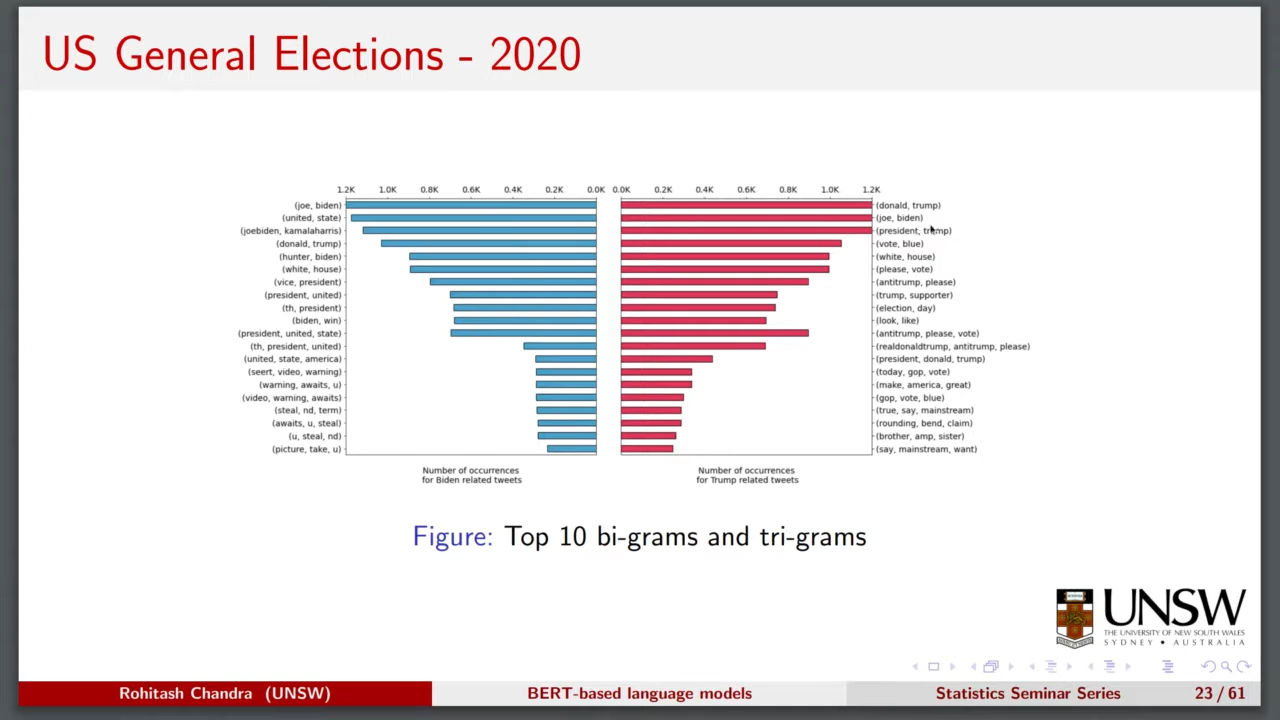 US General Elections - 2020
1.2K 1.0K 0.8K 0.6K 0.4K 0.2K 0.0K 0.0K 0.2K 0.4K 0.6K 0.8K 1.0K 1.2K
(joe, biden) (donald, trump)
(united, state) (joe, biden)
(joebiden, kamalaharris) (president, trump)
(donald, trump) (vote, blue)
(hunter, biden) (white, house)
(white, house) (please, vote)
(vice, president) (antitrump, please)
(president, united) (trump, supporter)
(th, president) (election, day)
(biden, win) (look, like)
(president, united, state) (antitrump, please, vote)
(th, president, united) (realdonaldtrump, antitrump, please)
(united, state, america) (president, donald, trump)
(seert, video, warning) (today, gop, vote)
(warning, awaits, u) (make, america, great)
(video, warning, awaits) (gop, vote, blue)
(steal, nd, term) (true, say, mainstream)
(awaits, u, steal) (rounding, bend, claim)
(u, steal, nd) (brother, amp, sister)
(picture, take, u) (say, mainstream, want)
Number of occurrences
for Biden related tweets
Number of occurrences
for Trump related tweets
Figure: Top 10 bi-grams and tri-grams
UNSW
THE UNIVERSITY OF NEW SOUTH WALES
SYDNEY • AUSTRALIA
Rohitash Chandra (UNSW) BERT-based language models Statistics Seminar Series 23 / 61